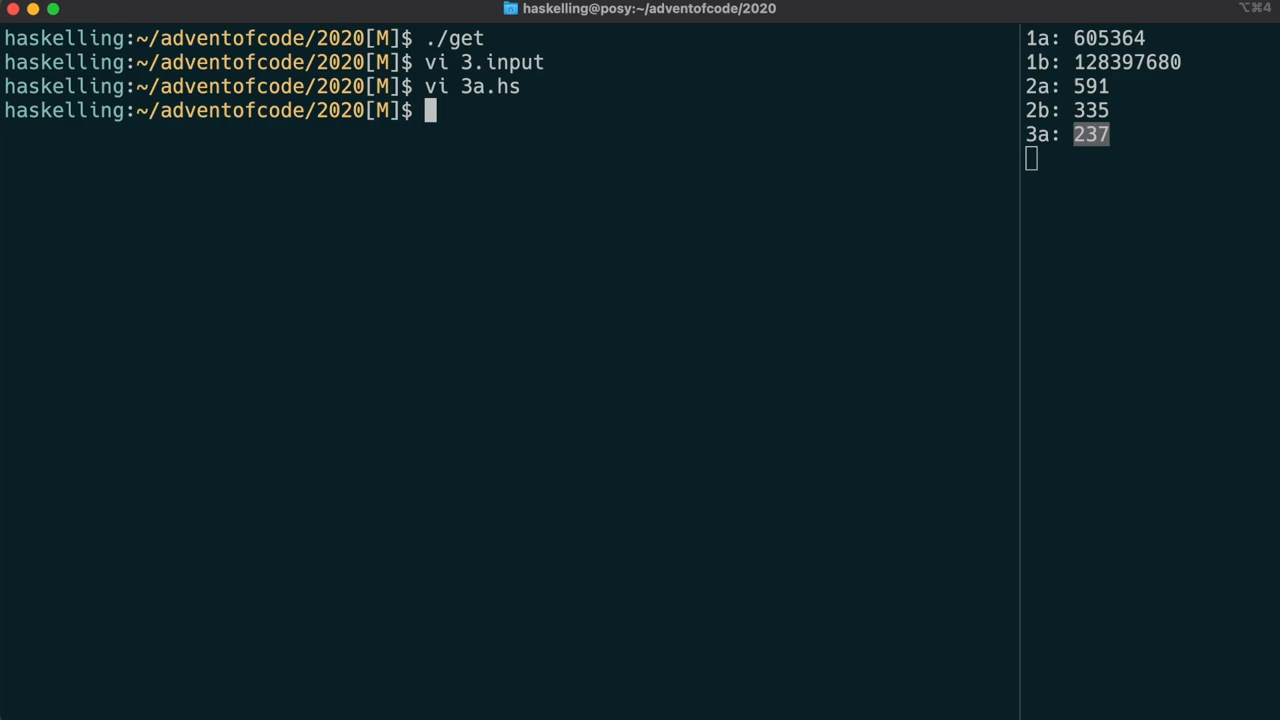 haskelling@posy:~/adventofcode/2020
⌥⌘4
haskelling:~/adventofcode/2020[M]$ ./get
haskelling:~/adventofcode/2020[M]$ vi 3.input
haskelling:~/adventofcode/2020[M]$ vi 3a.hs
haskelling:~/adventofcode/2020[M]$
1a: 605364
1b: 128397680
2a: 591
2b: 335
3a: 237